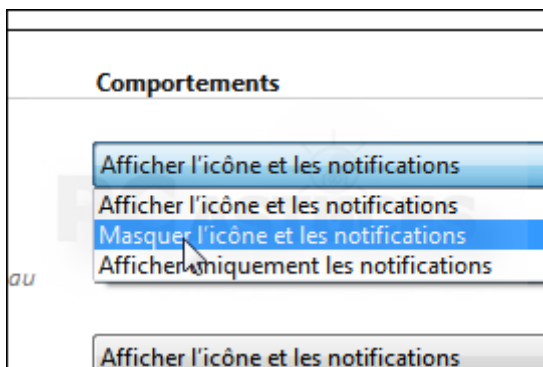 Comportements
Afficher l'icône et les notifications
Afficher l'icône et les notifications
Masquer l'icône et les notifications
Afficher uniquement les notifications
au
Afficher l'icône et les notifications